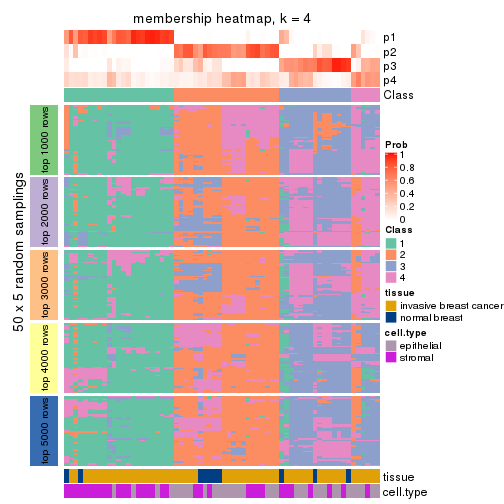 membership heatmap, k = 4
p1
p2
p3
p4
Class
50 x 5 random samplings
top 1000 rows
top 2000 rows
top 3000 rows
top 4000 rows
top 5000 rows
Prob
1
0.8
0.6
0.4
0.2
0
Class
1
2
3
4
tissue
invasive breast cancer
normal breast
cell.type
epithelial
stromal
tissue
cell.type